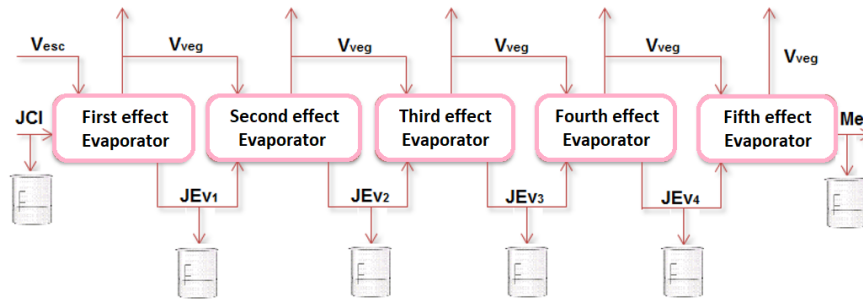 Vesc
Vveg
Vveg
Vveg
Vveg
Vveg
JCI
First effect
Evaporator
Second effect
Evaporator
Third effect
Evaporator
Fourth effect
Evaporator
Fifth effect
Evaporator
Me
JEV1
JEV2
JEV3
JEV4